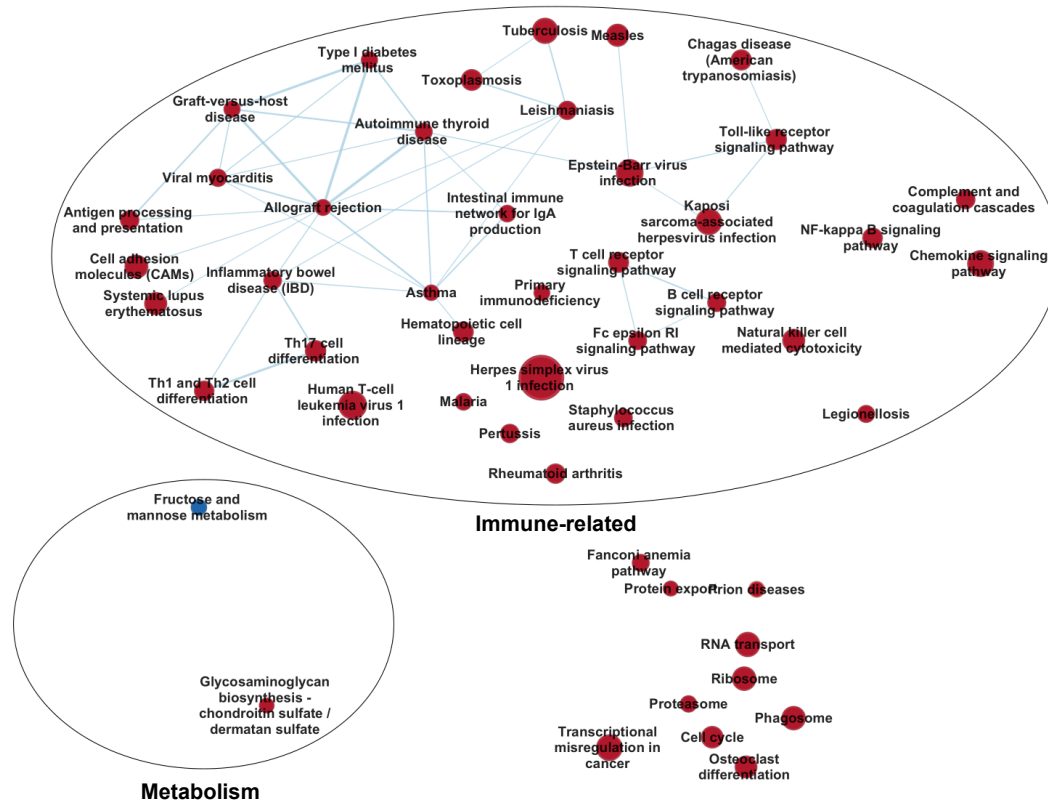 Tuberculosis
Measles
Type I diabetes
mellitus
Chagas disease
(American
trypanosomiasis)
Toxoplasmosis
Graft-versus-host
disease
Leishmaniasis
Autoimmune thyroid
disease
Toll-like receptor
signaling pathway
Epstein-Barr virus
infection
Viral myocarditis
Complement and
coagulation cascades
Intestinal immune
network for IgA
production
Allograft rejection
Antigen processing
and presentation
Kaposi
sarcoma-associated
herpesvirus infection
NF-kappa B signaling
pathway
Cell adhesion
molecules (CAMs)
T cell receptor
signaling pathway
Chemokine signaling
pathway
Inflammatory bowel
disease (IBD)
Systemic lupus
erythematosus
Asthma
Primary
immunodeficiency
B cell receptor
signaling pathway
Hematopoietic cell
lineage
Fc epsilon RI
signaling pathway
Natural killer cell
mediated cytotoxicity
Th17 cell
differentiation
Herpes simplex virus
1 infection
Th1 and Th2 cell
differentiation
Human T-cell
leukemia virus 1
infection
Malaria
Staphylococcus
aureus infection
Legionellosis
Pertussis
Rheumatoid arthritis
Immune-related
Fructose and
mannose metabolism
Glycosaminoglycan
biosynthesis -
chondroitin sulfate /
dermatan sulfate
Metabolism
Fanconi anemia
pathway
Protein export
Prion diseases
RNA transport
Ribosome
Proteasome
Phagosome
Transcriptional
misregulation in
cancer
Cell cycle
Osteoclast
differentiation